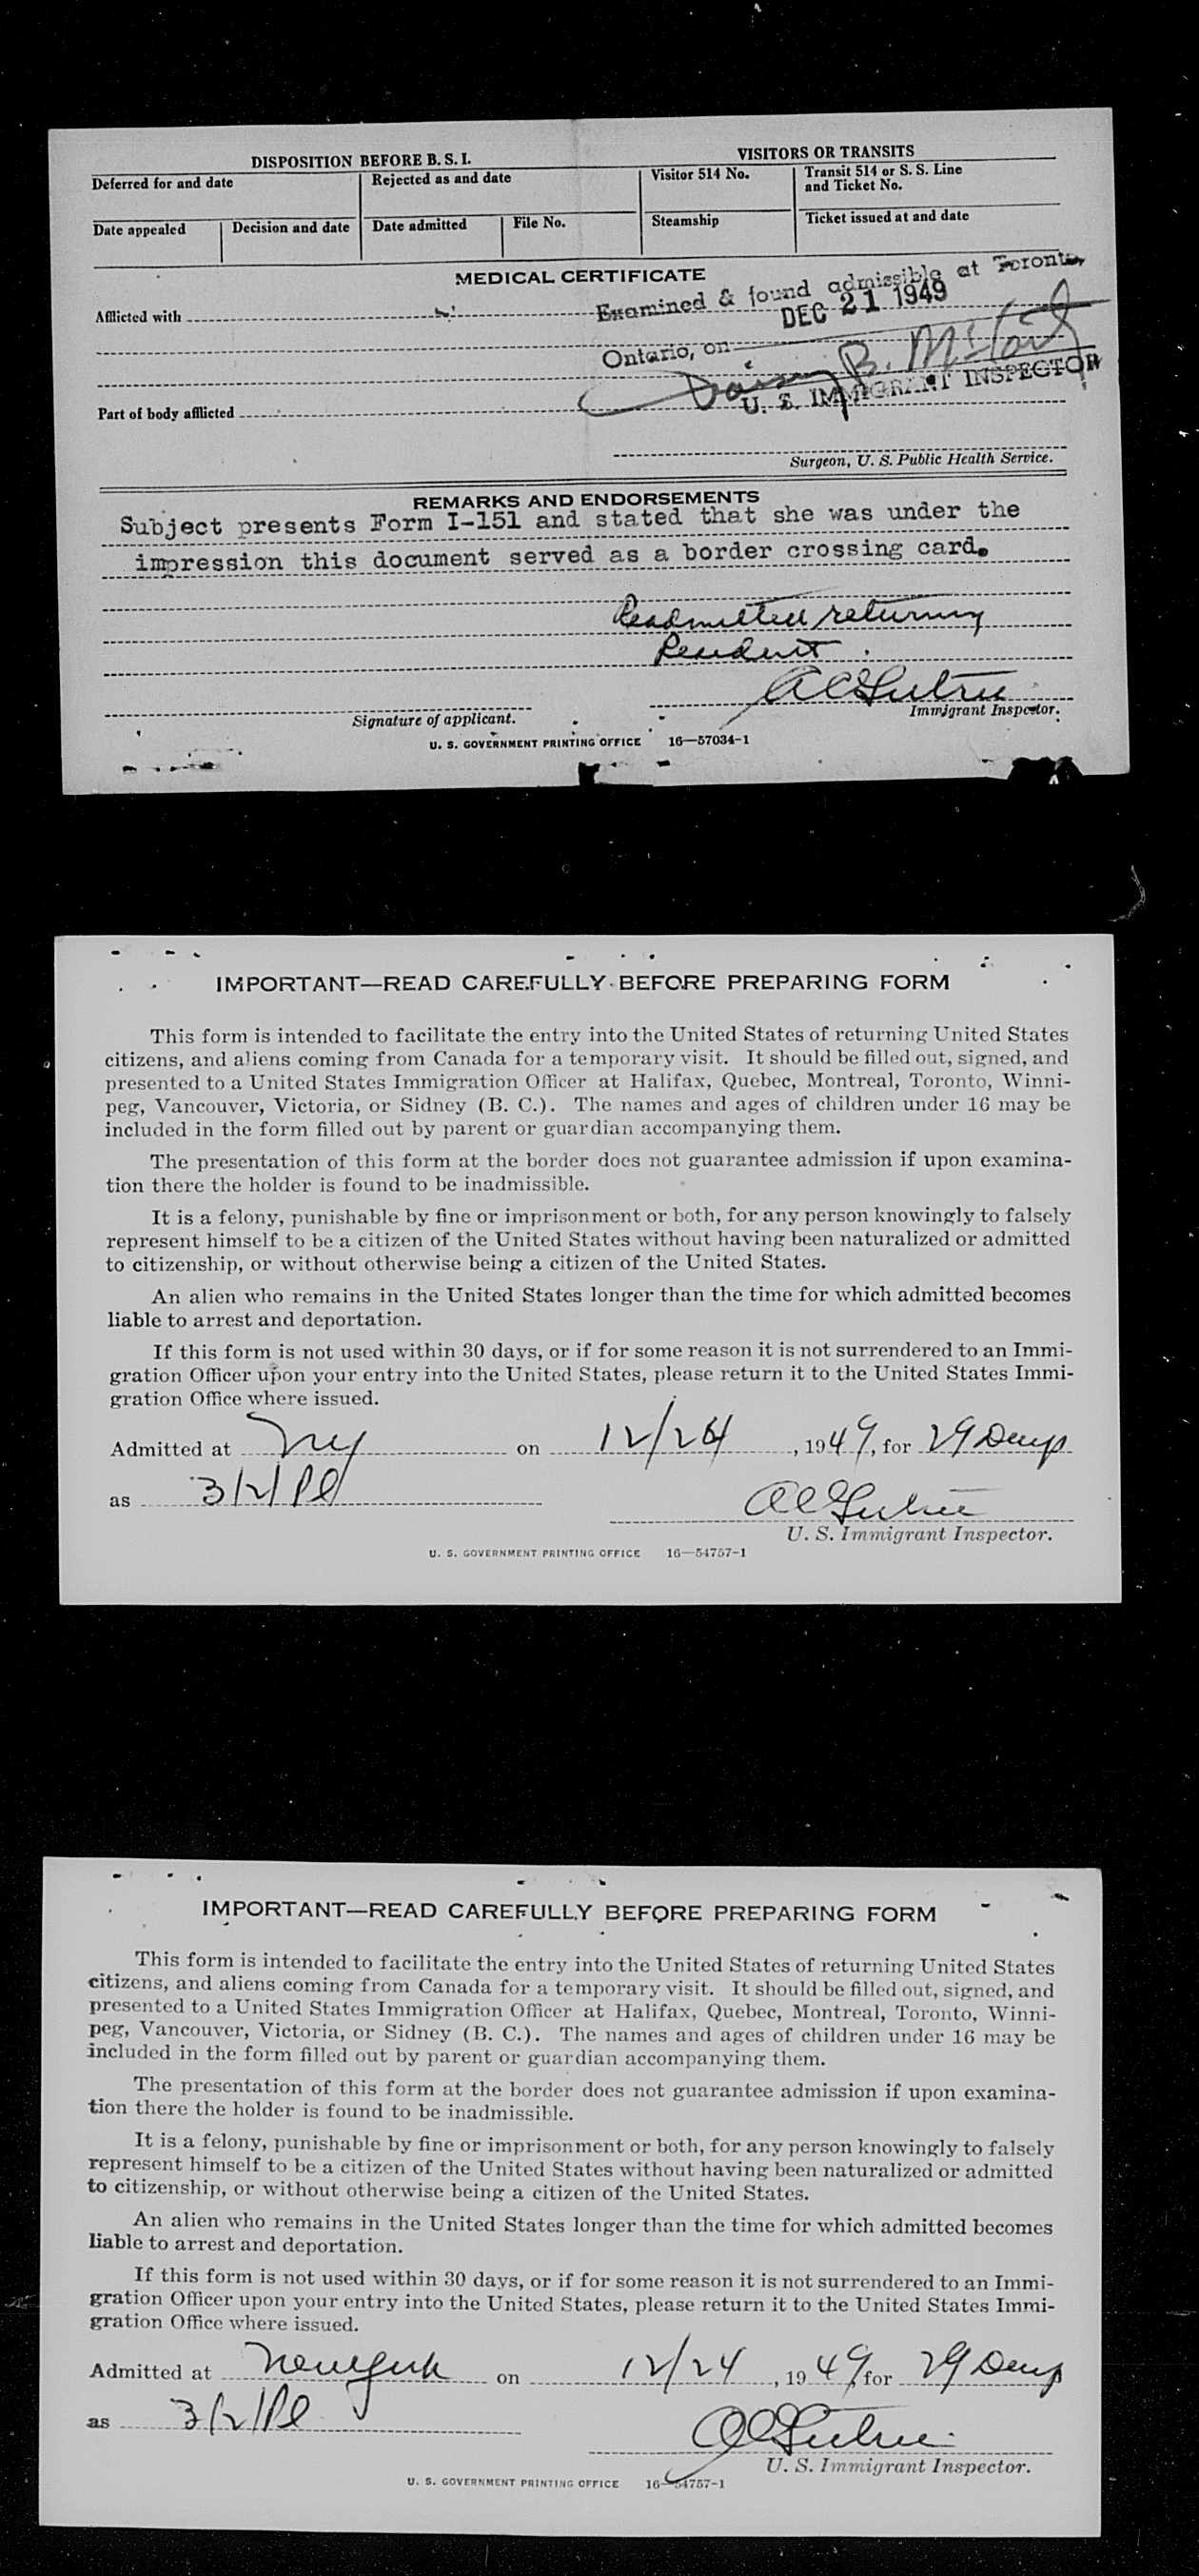 DISPOSITION BEFORE B. S. I.
VISITORS OR TRANSITS
Deferred for and date
Rejected as and date
Visitor 514 No.
Transit 514 or S. S. Line
and Ticket No.
Date appealed
Decision and date
Date admitted
File No.
Steamship
Ticket issued at and date
MEDICAL CERTIFICATE
Examined & found admissible at Toronto,
DEC 21 1949
Afflicted with
Ontario, on
B.
U. S. IMMIGRANT INSPECTOR
Part of body afflicted
Surgeon, U. S. Public Health Service.
REMARKS AND ENDORSEMENTS
Subject presents Form I-151 and stated that she was under the
impression this document served as a border crossing card.
Readmitted returning
Resident
Signature of applicant.
Immigrant Inspector.
U. S. GOVERNMENT PRINTING OFFICE 16—57034-1
IMPORTANT—READ CAREFULLY BEFORE PREPARING FORM
This form is intended to facilitate the entry into the United States of returning United States
citizens, and aliens coming from Canada for a temporary visit. It should be filled out, signed, and
presented to a United States Immigration Officer at Halifax, Quebec, Montreal, Toronto, Winni-
peg, Vancouver, Victoria, or Sidney (B. C.). The names and ages of children under 16 may be
included in the form filled out by parent or guardian accompanying them.
The presentation of this form at the border does not guarantee admission if upon examina-
tion there the holder is found to be inadmissible.
It is a felony, punishable by fine or imprisonment or both, for any person knowingly to falsely
represent himself to be a citizen of the United States without having been naturalized or admitted
to citizenship, or without otherwise being a citizen of the United States.
An alien who remains in the United States longer than the time for which admitted becomes
liable to arrest and deportation.
If this form is not used within 30 days, or if for some reason it is not surrendered to an Immi-
gration Officer upon your entry into the United States, please return it to the United States Immi-
gration Office where issued.
Admitted at NY on 12/24, 1949, for 29 Days
as 3/2/Pl
U. S. Immigrant Inspector.
U. S. GOVERNMENT PRINTING OFFICE 16—54757-1
IMPORTANT—READ CAREFULLY BEFORE PREPARING FORM
This form is intended to facilitate the entry into the United States of returning United States
citizens, and aliens coming from Canada for a temporary visit. It should be filled out, signed, and
presented to a United States Immigration Officer at Halifax, Quebec, Montreal, Toronto, Winni-
peg, Vancouver, Victoria, or Sidney (B. C.). The names and ages of children under 16 may be
included in the form filled out by parent or guardian accompanying them.
The presentation of this form at the border does not guarantee admission if upon examina-
tion there the holder is found to be inadmissible.
It is a felony, punishable by fine or imprisonment or both, for any person knowingly to falsely
represent himself to be a citizen of the United States without having been naturalized or admitted
to citizenship, or without otherwise being a citizen of the United States.
An alien who remains in the United States longer than the time for which admitted becomes
liable to arrest and deportation.
If this form is not used within 30 days, or if for some reason it is not surrendered to an Immi-
gration Officer upon your entry into the United States, please return it to the United States Immi-
gration Office where issued.
Admitted at New York on 12/24, 1949, for 29 Days
as 3/2/Pl
U. S. Immigrant Inspector.
U. S. GOVERNMENT PRINTING OFFICE 16—54757-1